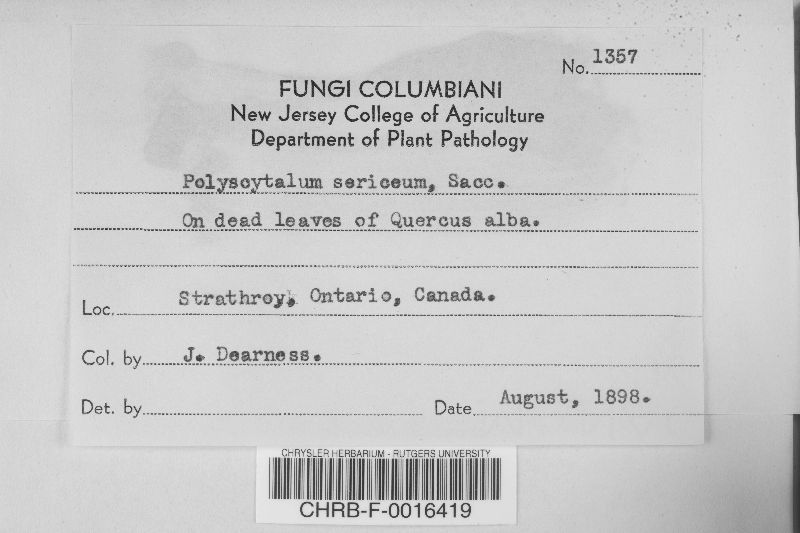 No. 1357
FUNGI COLUMBIANI
New Jersey College of Agriculture
Department of Plant Pathology
Polyscytalum sericeum, Sacc.
On dead leaves of Quercus alba.
Loc. Strathroy, Ontario, Canada.
Col. by J. Dearness.
Det. by Date August, 1898.
CHRYSLER HERBARIUM - RUTGERS UNIVERSITY
CHRB-F-0016419